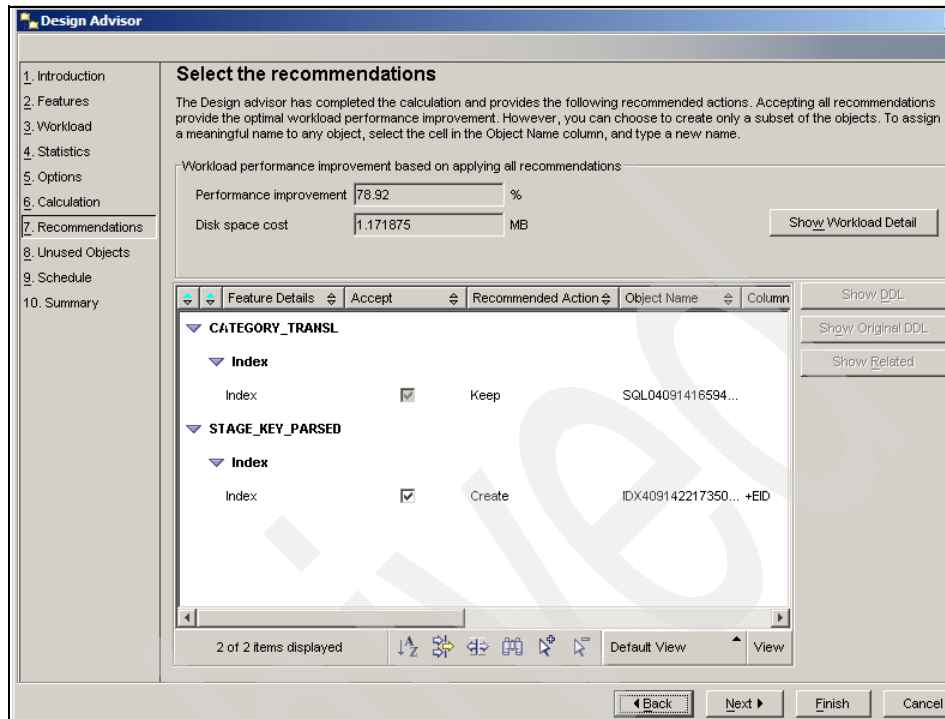 Design Advisor
1. Introduction
2. Features
3. Workload
4. Statistics
5. Options
6. Calculation
7. Recommendations
8. Unused Objects
9. Schedule
10. Summary
Select the recommendations
The Design advisor has completed the calculation and provides the following recommended actions. Accepting all recommendations
provide the optimal workload performance improvement. However, you can choose to create only a subset of the objects. To assign
a meaningful name to any object, select the cell in the Object Name column, and type a new name.
Workload performance improvement based on applying all recommendations
Performance improvement 78.92 %
Disk space cost 1.171875 MB
Show Workload Detail
Feature Details Accept Recommended Action Object Name Column
CATEGORY_TRANSL
Index
Index Keep SQL04091416594...
STAGE_KEY_PARSED
Index
Index Create IDX409142217350... +EID
Show DDL
Show Original DDL
Show Related
2 of 2 items displayed
Default View
View
Back Next Finish Cancel